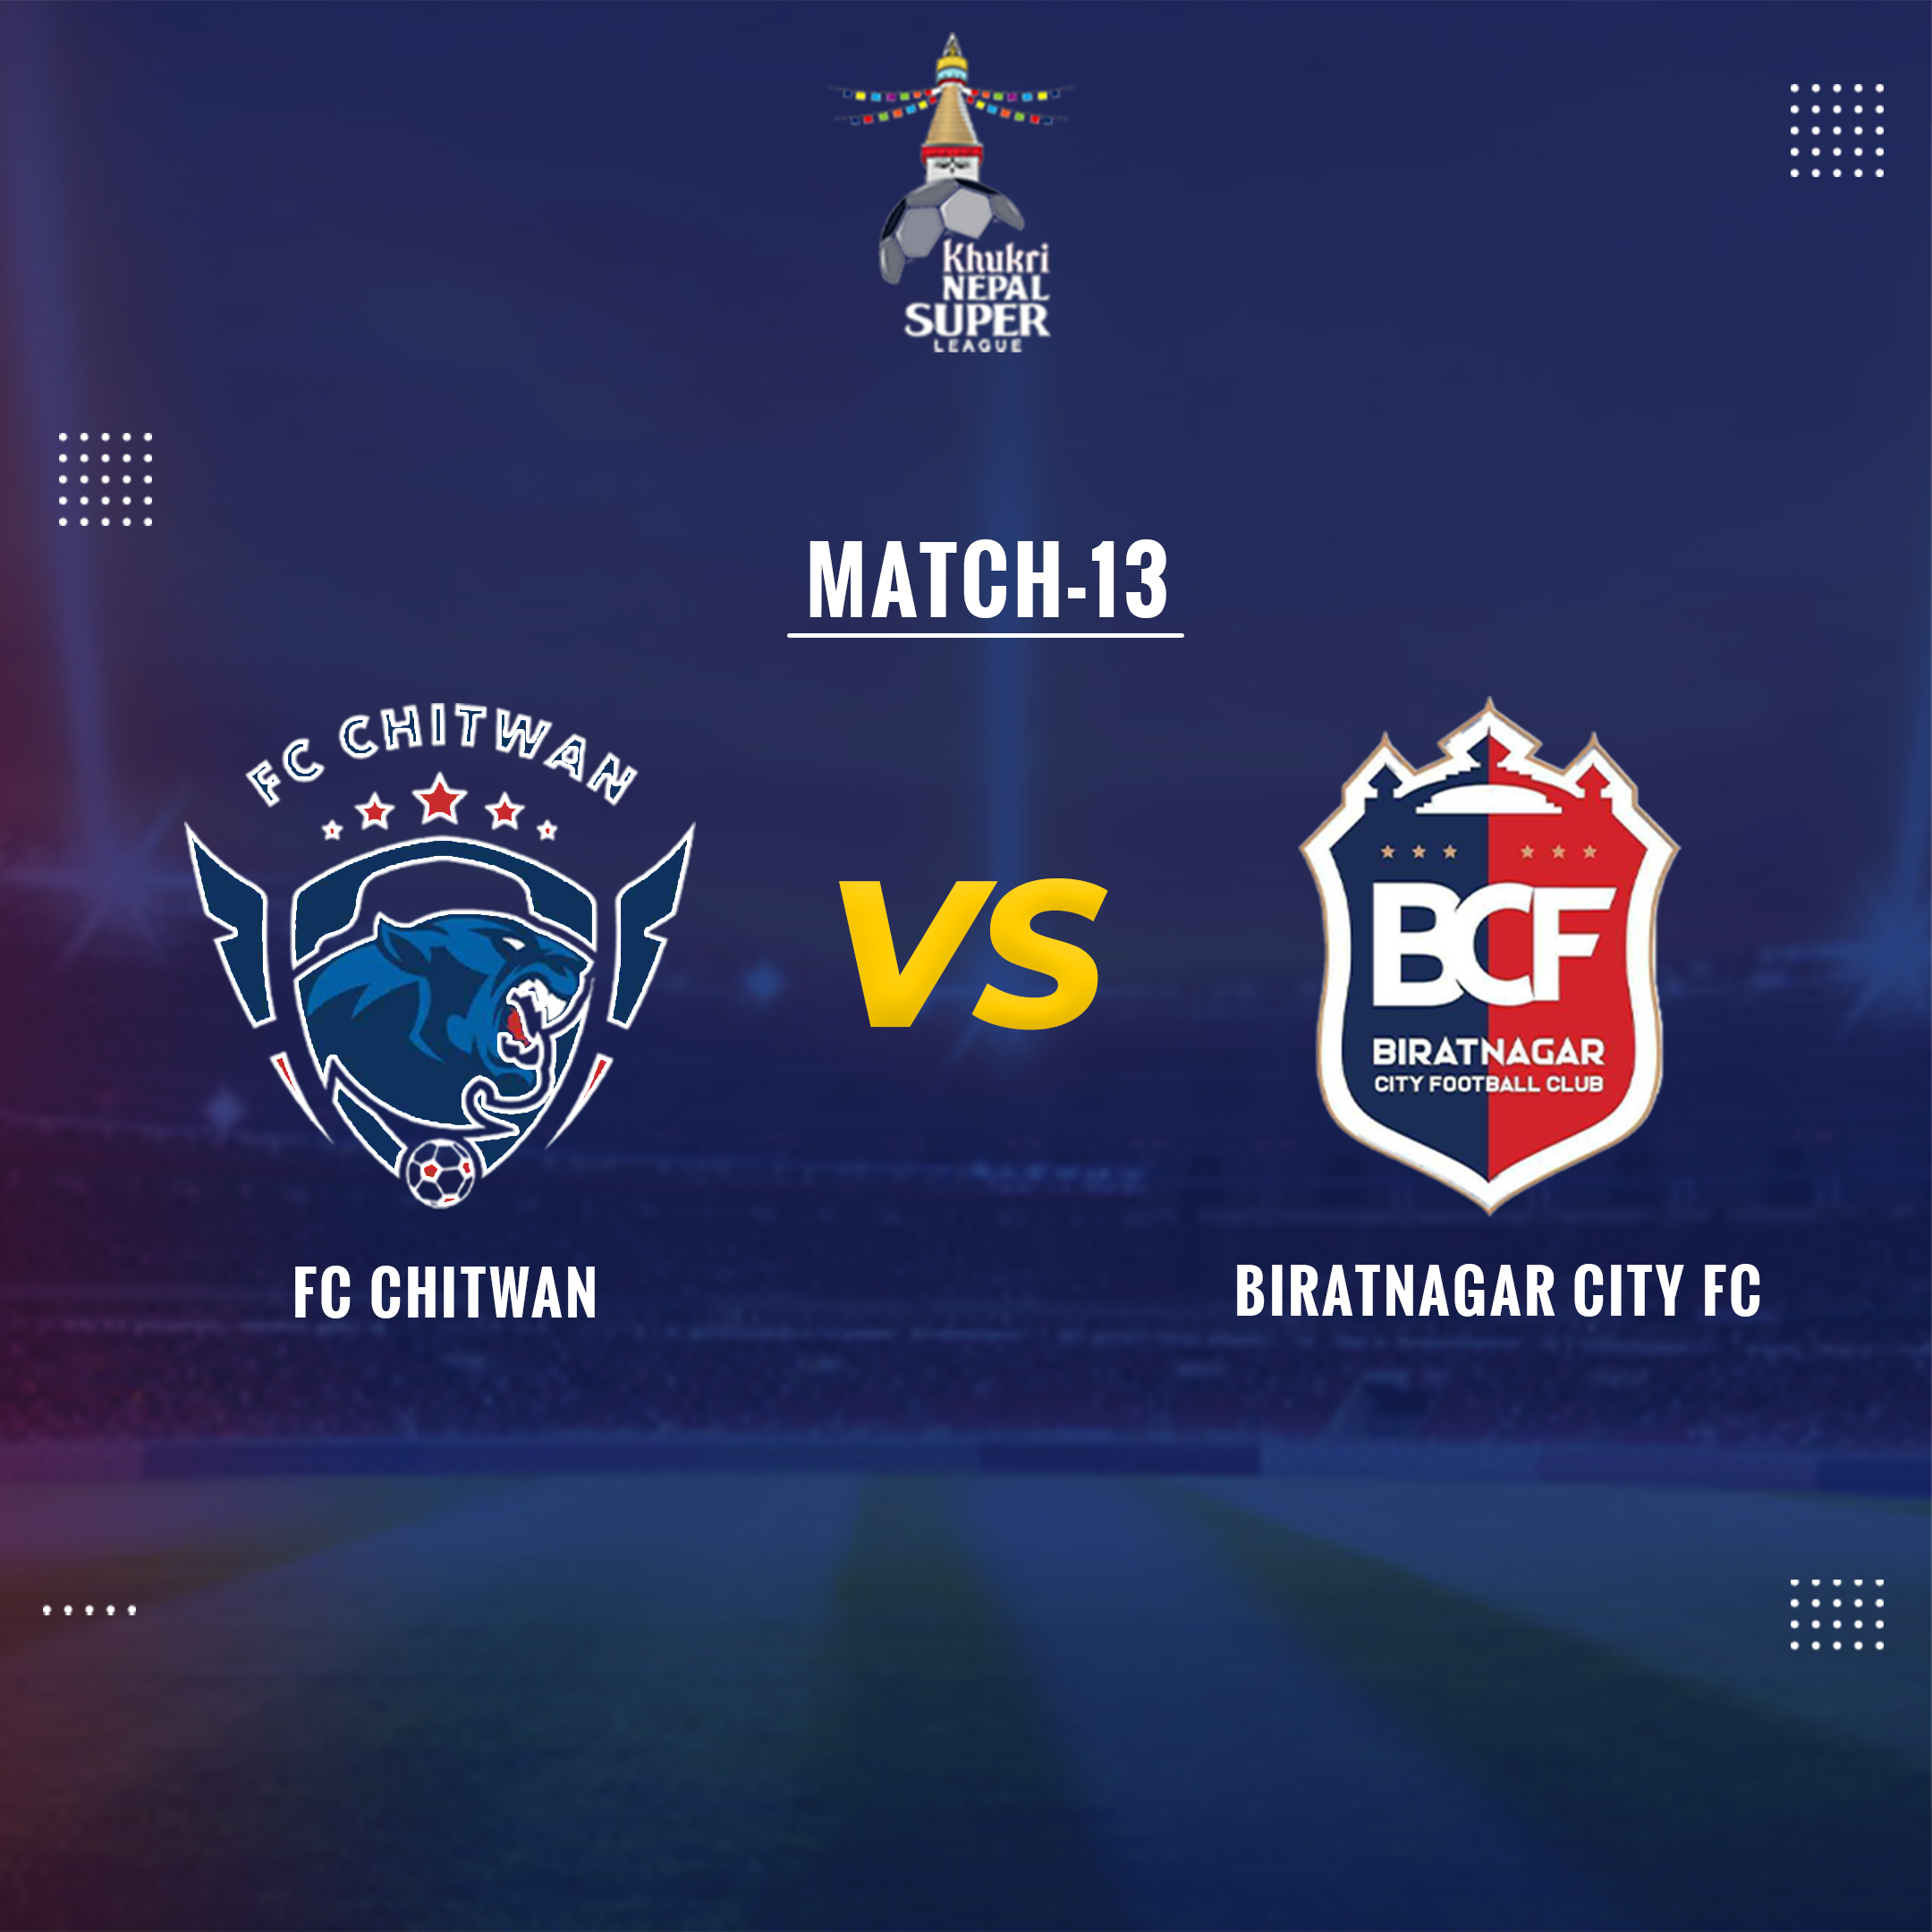 Khukri
NEPAL
SUPER
LEAGUE
MATCH-13
FC CHITWAN
VS
BCF
BIRATNAGAR
CITY FOOTBALL CLUB
FC CHITWAN
BIRATNAGAR CITY FC